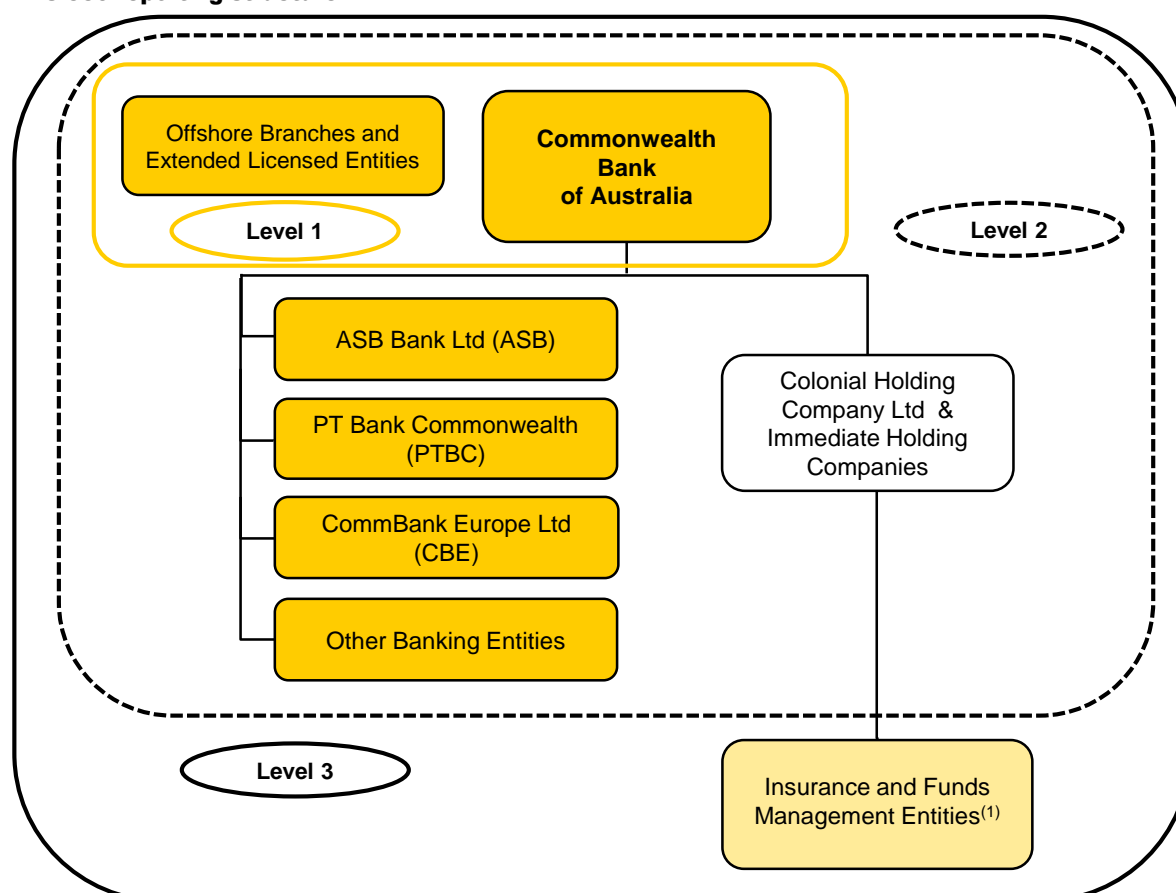 Offshore Branches and
Extended Licensed Entities
Commonwealth
Bank
of Australia
Level 1
Level 2
ASB Bank Ltd (ASB)
PT Bank Commonwealth
(PTBC)
CommBank Europe Ltd
(CBE)
Other Banking Entities
Colonial Holding
Company Ltd &
Immediate Holding
Companies
Level 3
Insurance and Funds
Management Entities(1)